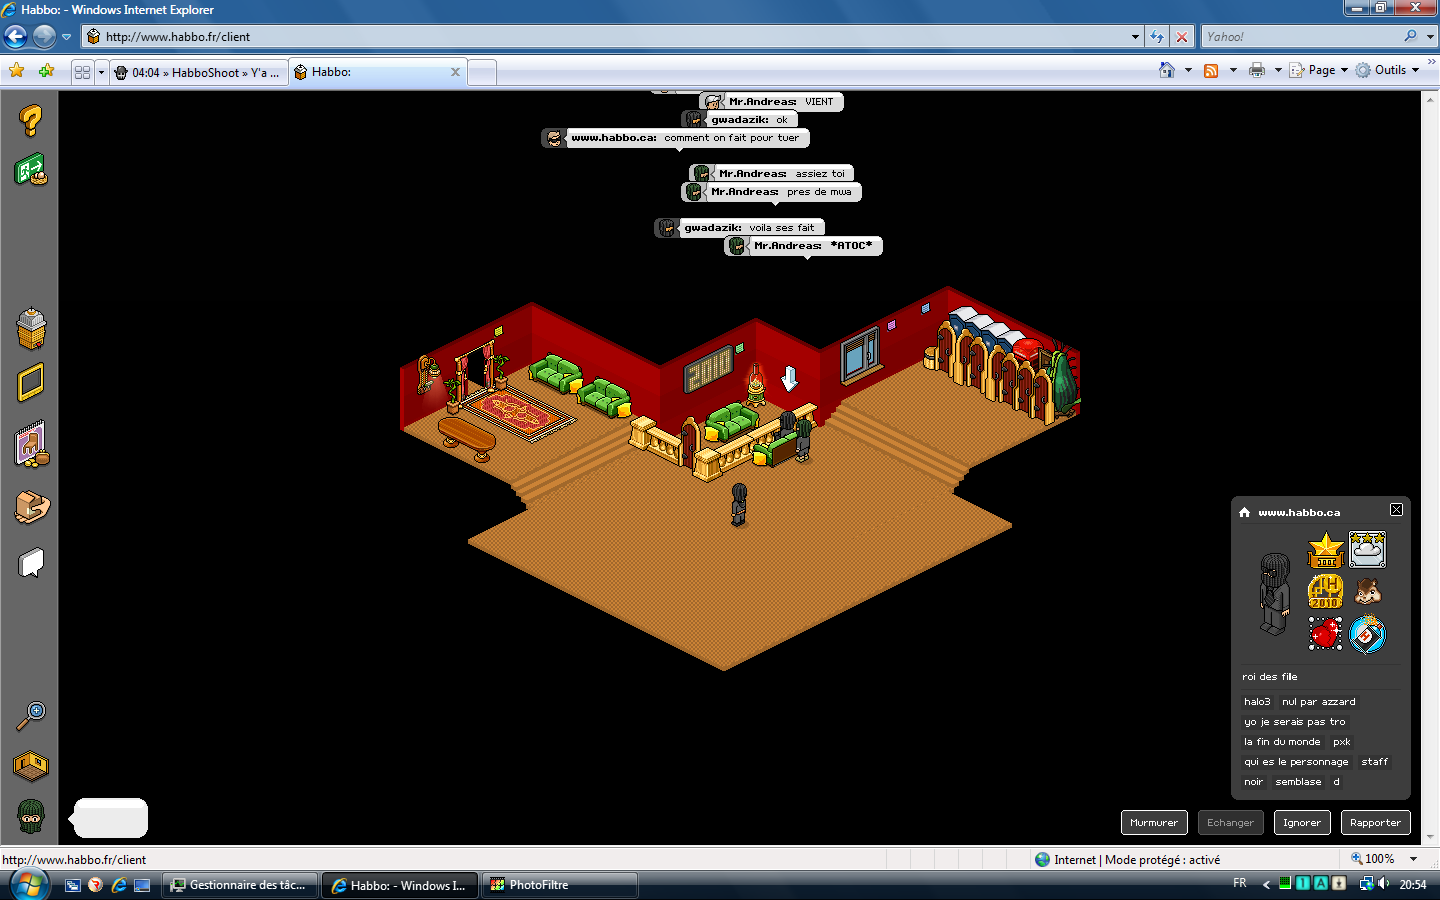 Habbo: - Windows Internet Explorer
http://www.habbo.fr/client
Yahoo!
04:04 » HabboShoot » Y'a ...
Habbo:
Page
Outils
Mr.Andreas: VIENT
gwadazik: ok
www.habbo.ca: comment on fait pour tuer
Mr.Andreas: assiez toi
Mr.Andreas: pres de mwa
gwadazik: voila ses fait
Mr.Andreas: *ATOC*
2000
www.habbo.ca
2010
H
roi des fille
halo3 nul par azzard
yo je serais pas tro
la fin du monde pxk
qui es le personnage staff
noir semblase d
Murmurer Echanger Ignorer Rapporter
http://www.habbo.fr/client
Internet | Mode protégé : activé
100%
Gestionnaire des tâc...
Habbo: - Windows I...
PhotoFiltre
FR
20:54